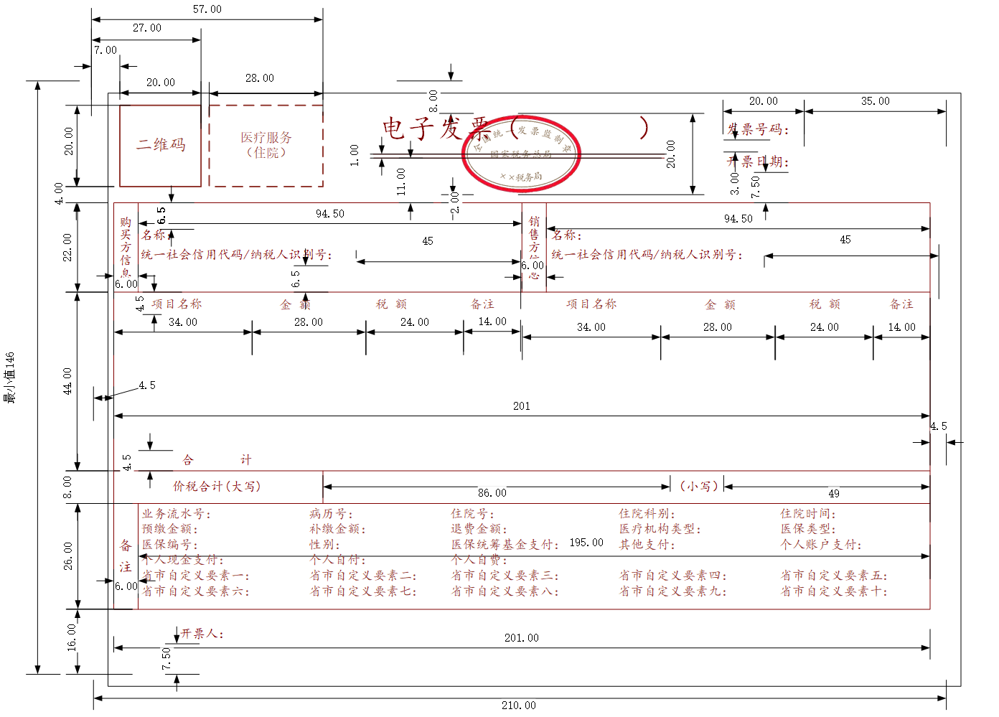 57.00
27.00
7.00
20.00
28.00
8.00
20.00
35.00
电子发票（ ）
发票号码：
二维码
医疗服务
（住院）
全国统一发票监制章
国家税务总局
××税务局
20.00
1.00
20.00
开票日期：
11.00
3.00
7.50
4.00
-2.00
6.5
94.50
94.50
购买方信息
销售方信息
名称：
45
名称：
45
22.00
统一社会信用代码/纳税人识别号：
统一社会信用代码/纳税人识别号：
6.00
6.5
6.00
4.5
项目名称 金 额 税 额 备注 项目名称 金 额 税 额 备注
34.00 28.00 24.00 14.00 34.00 28.00 24.00 14.00
最小值146
44.00
4.5
201
4.5
4.5
合 计
8.00
价税合计(大写)
86.00
（小写）
49
业务流水号： 病历号： 住院号： 住院科别： 住院时间：
预缴金额： 补缴金额： 退费金额： 医疗机构类型： 医保类型：
备注
医保编号： 性别： 医保统筹基金支付： 195.00 其他支付： 个人账户支付：
26.00
个人现金支付： 个人自付： 个人自费：
省市自定义要素一： 省市自定义要素二： 省市自定义要素三： 省市自定义要素四： 省市自定义要素五：
6.00
省市自定义要素六： 省市自定义要素七： 省市自定义要素八： 省市自定义要素九： 省市自定义要素十：
16.00
开票人：
201.00
7.50
210.00